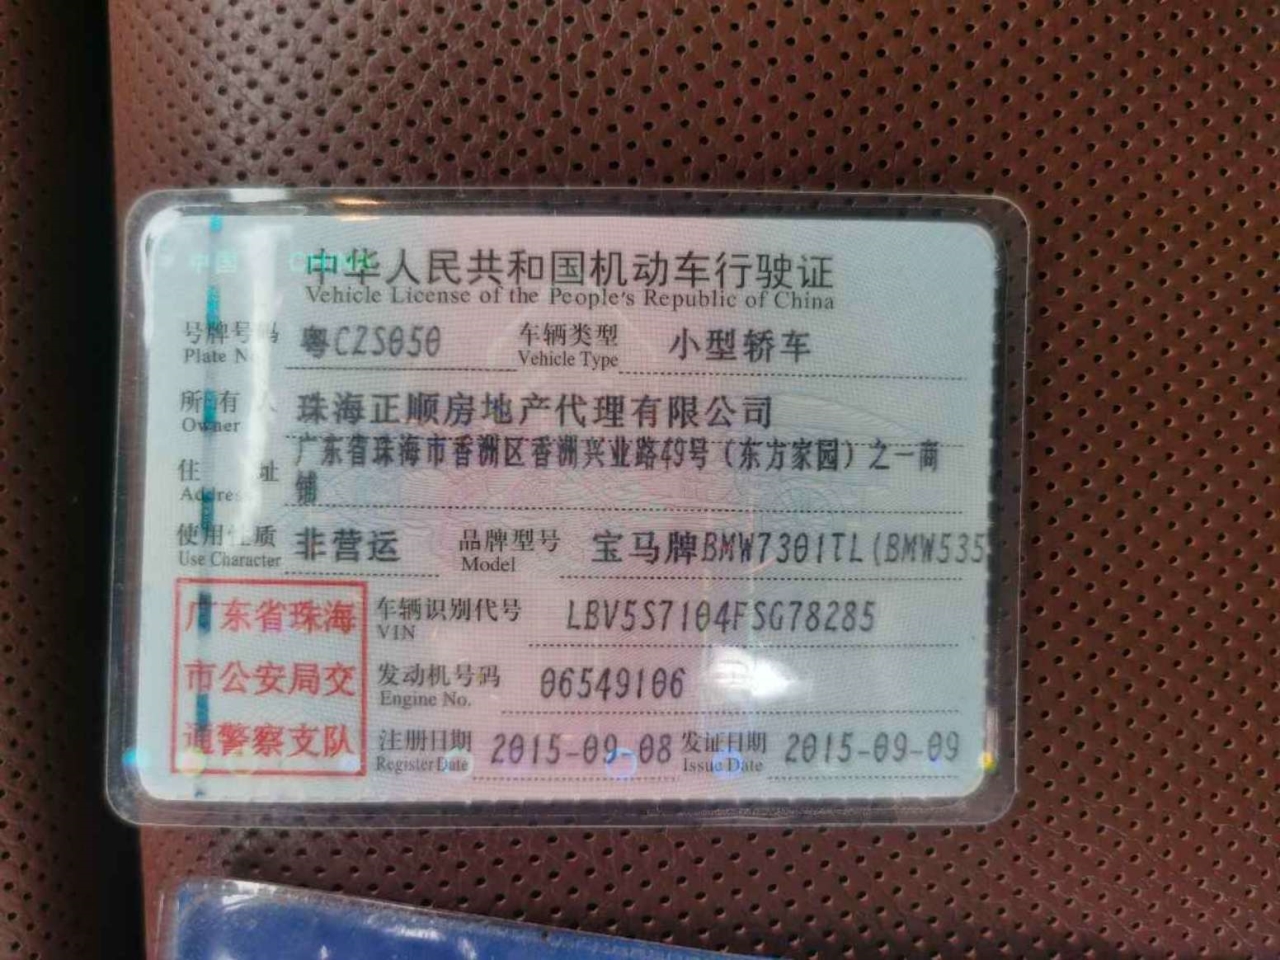 中国 China
中华人民共和国机动车行驶证
Vehicle License of the People's Republic of China
号牌号码 粤CZS050 车辆类型 小型轿车
Plate No. Vehicle Type
所有人 珠海正顺房地产代理有限公司
Owner
住址 广东省珠海市香洲区香洲兴业路49号（东方家园）之一商
Address 铺
使用性质 非营运 品牌型号 宝马牌BMW7301TL(BMW535
Use Character Model
广东省珠海 车辆识别代号 LBV5S7104FSG78285
VIN
市公安局交 发动机号码 06549106
Engine No.
通警察支队 注册日期 2015-09-08 发证日期 2015-09-09
Register Date Issue Date